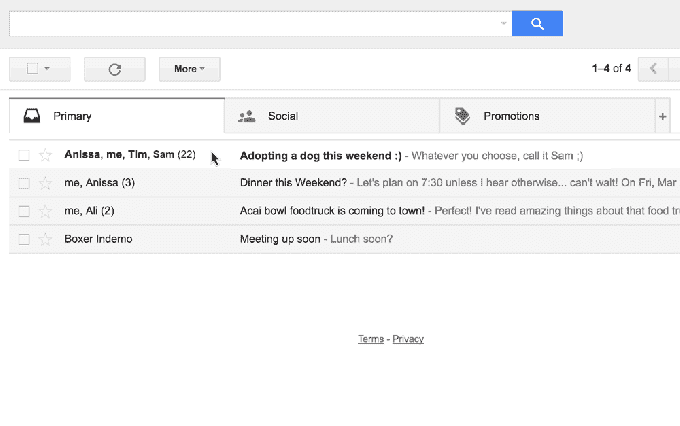 More 1–4 of 4
Primary Social Promotions +
Anissa, me, Tim, Sam (22) Adopting a dog this weekend :) - Whatever you choose, call it Sam ;)
me, Anissa (3) Dinner this Weekend? - Let's plan on 7:30 unless i hear otherwise... can't wait! On Fri, Mar
me, Ali (2) Acai bowl foodtruck is coming to town! - Perfect! I've read amazing things about that food tru
Boxer Indemo Meeting up soon - Lunch soon?
Terms - Privacy